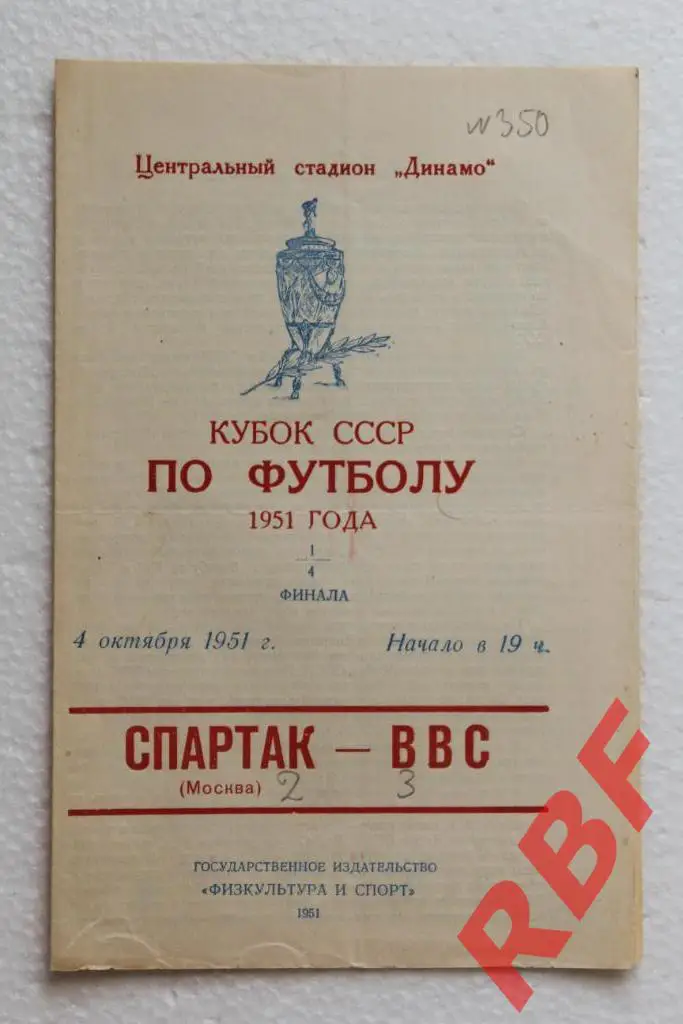 №350
Центральный стадион „Динамо“
КУБОК СССР
ПО ФУТБОЛУ
1951 ГОДА
1
4
ФИНАЛА
4 октября 1951 г. Начало в 19 ч.
СПАРТАК — ВВС
(Москва) 2 3
ГОСУДАРСТВЕННОЕ ИЗДАТЕЛЬСТВО
«ФИЗКУЛЬТУРА И СПОРТ»
1951
RBF